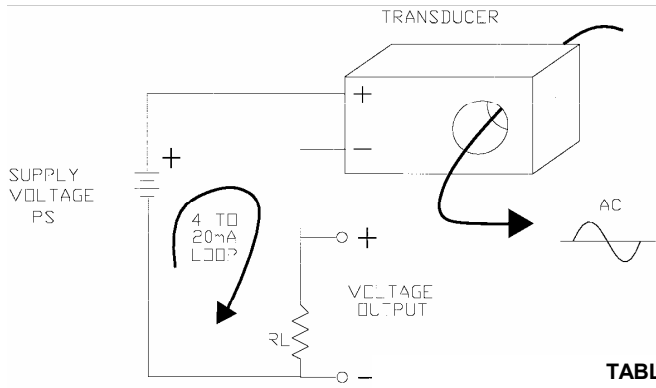 TRANSDUCER
+
−
+
SUPPLY
VOLTAGE
PS
4 TO
20mA
LOOP
AC
+
VOLTAGE
OUTPUT
RL
−
TABL